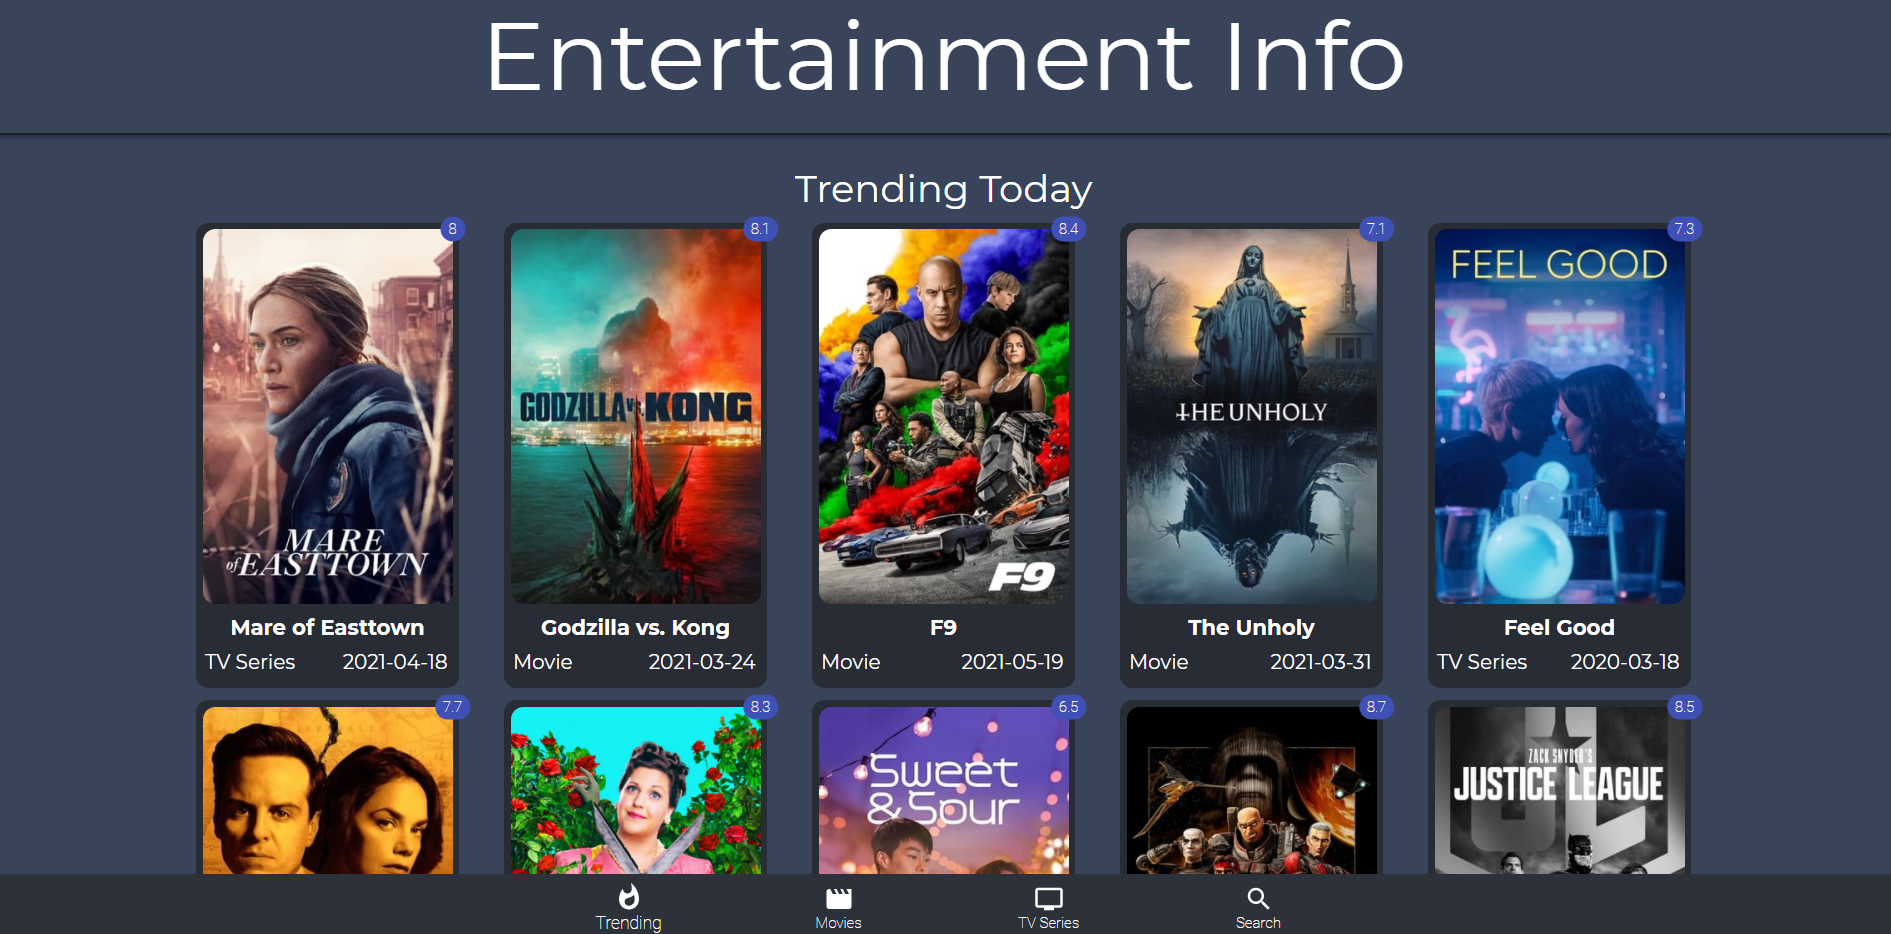 Entertainment Info
Trending Today
8
8.1
8.4
7.1
7.3
MARE
of EASTTOWN
GODZILLA v. KONG
F9
THE UNHOLY
FEEL GOOD
Mare of Easttown
TV Series 2021-04-18
Godzilla vs. Kong
Movie 2021-03-24
F9
Movie 2021-05-19
The Unholy
Movie 2021-03-31
Feel Good
TV Series 2020-03-18
7.7
8.3
6.5
8.7
8.5
Sweet
& Sour
ZACK SNYDER'S
JUSTICE LEAGUE
JL
Trending
Movies
TV Series
Search